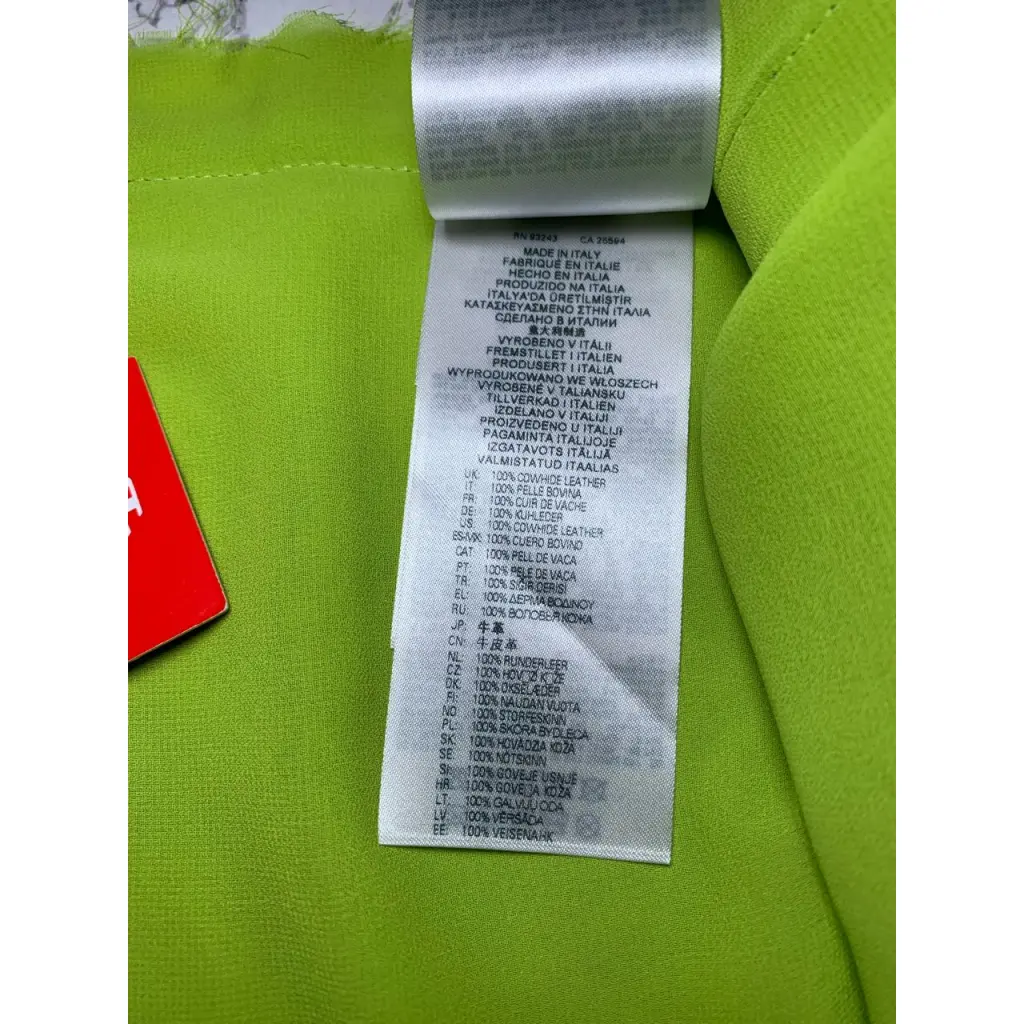 RN 93243 CA 26594
MADE IN ITALY
FABRIQUÉ EN ITALIE
HECHO EN ITALIA
PRODUZIDO NA ITALIA
İTALYA'DA ÜRETİLMİŞTİR
ΚΑΤΑΣΚΕΥΑΣΜΕΝΟ ΣΤΗΝ ΙΤΑΛΙΑ
СДЕЛАНО В ИТАЛИИ
意大利制造
VYROBENO V ITÁLII
FREMSTILLET I ITALIEN
PRODUSERT I ITALIA
WYPRODUKOWANO WE WŁOSZECH
VYROBENÉ V TALIANSKU
TILLVERKAD I ITALIEN
IZDELANO V ITALIJI
PROIZVEDENO U ITALIJI
PAGAMINTA ITALIJOJE
IZGATAVOTS ITĀLIJĀ
VALMISTATUD ITAALIAS
UK: 100% COWHIDE LEATHER
IT: 100% PELLE BOVINA
FR: 100% CUIR DE VACHE
DE: 100% KUHLEDER
US: 100% COWHIDE LEATHER
ES-MX: 100% CUERO BOVINO
CAT: 100% PELL DE VACA
PT: 100% PELE DE VACA
TR: 100% SIĞIR DERİSİ
EL: 100% ΔΕΡΜΑ ΒΟΔΙΝΟΥ
RU: 100% ВОЛОВЬЯ КОЖА
JP: 牛革
CN: 牛皮革
NL: 100% RUNDERLEER
CZ: 100% HOV□ZÍ K□ŽE
DK: 100% OKSELÆDER
FI: 100% NAUDAN VUOTA
NO: 100% STORFESKINN
PL: 100% SKÓRA BYDLĘCA
SK: 100% HOVÄDZIA KOŽA
SE: 100% NÖTSKINN
SI: 100% GOVEJE USNJE
HR: 100% GOVE□A KOŽA
LT: 100% GALVIJŲ ODA
LV: 100% VĒRŠĀDA
EE: 100% VEISENAHK